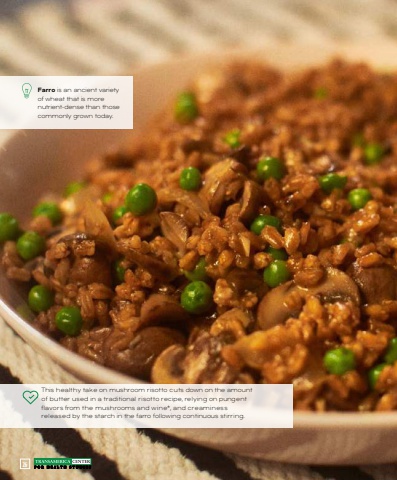 Farro is an ancient variety
of wheat that is more
nutrient-dense than those
commonly grown today.
This healthy take on mushroom risotto cuts down on the amount
of butter used in a traditional risotto recipe, relying on pungent
flavors from the mushrooms and wine*, and creaminess
released by the starch in the farro following continuous stirring.
TRANSAMERICA CENTER
FOR HEALTH STUDIES